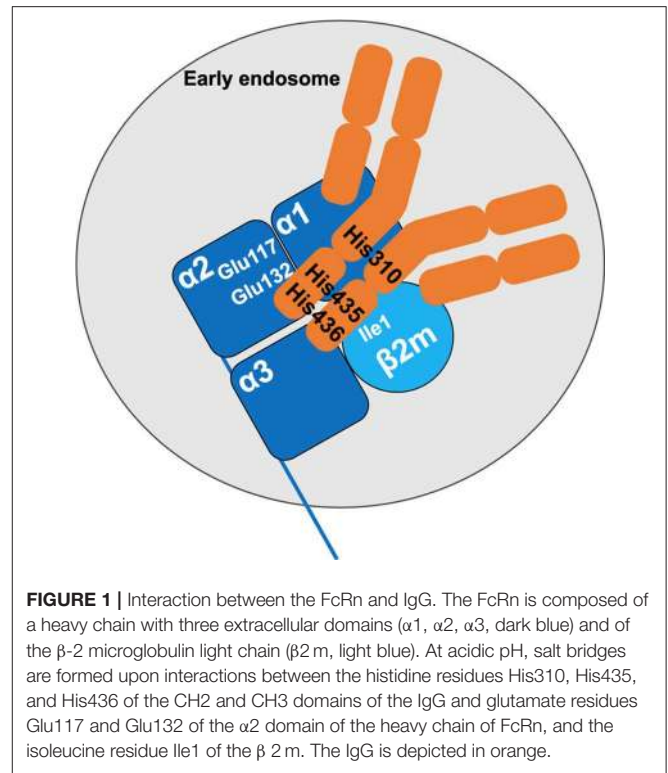 Early endosome
α1
α2
Glu117
Glu132
His310
His435
His436
Ile1
β2m
α3
FIGURE 1 | Interaction between the FcRn and IgG. The FcRn is composed of
a heavy chain with three extracellular domains (α1, α2, α3, dark blue) and of
the β-2 microglobulin light chain (β2 m, light blue). At acidic pH, salt bridges
are formed upon interactions between the histidine residues His310, His435,
and His436 of the CH2 and CH3 domains of the IgG and glutamate residues
Glu117 and Glu132 of the α2 domain of the heavy chain of FcRn, and the
isoleucine residue Ile1 of the β 2 m. The IgG is depicted in orange.